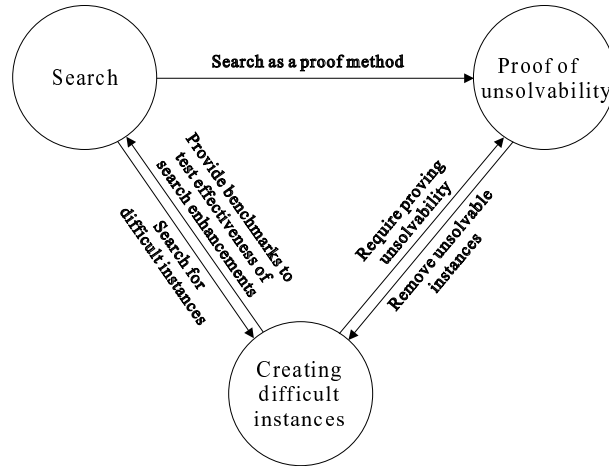 Search
Search as a proof method
Proof of
unsolvability
Provide benchmarks to
test effectiveness of
search enhancements
Search for
difficult instances
Require proving
unsolvability
Remove unsolvable
instances
Creating
difficult
instances